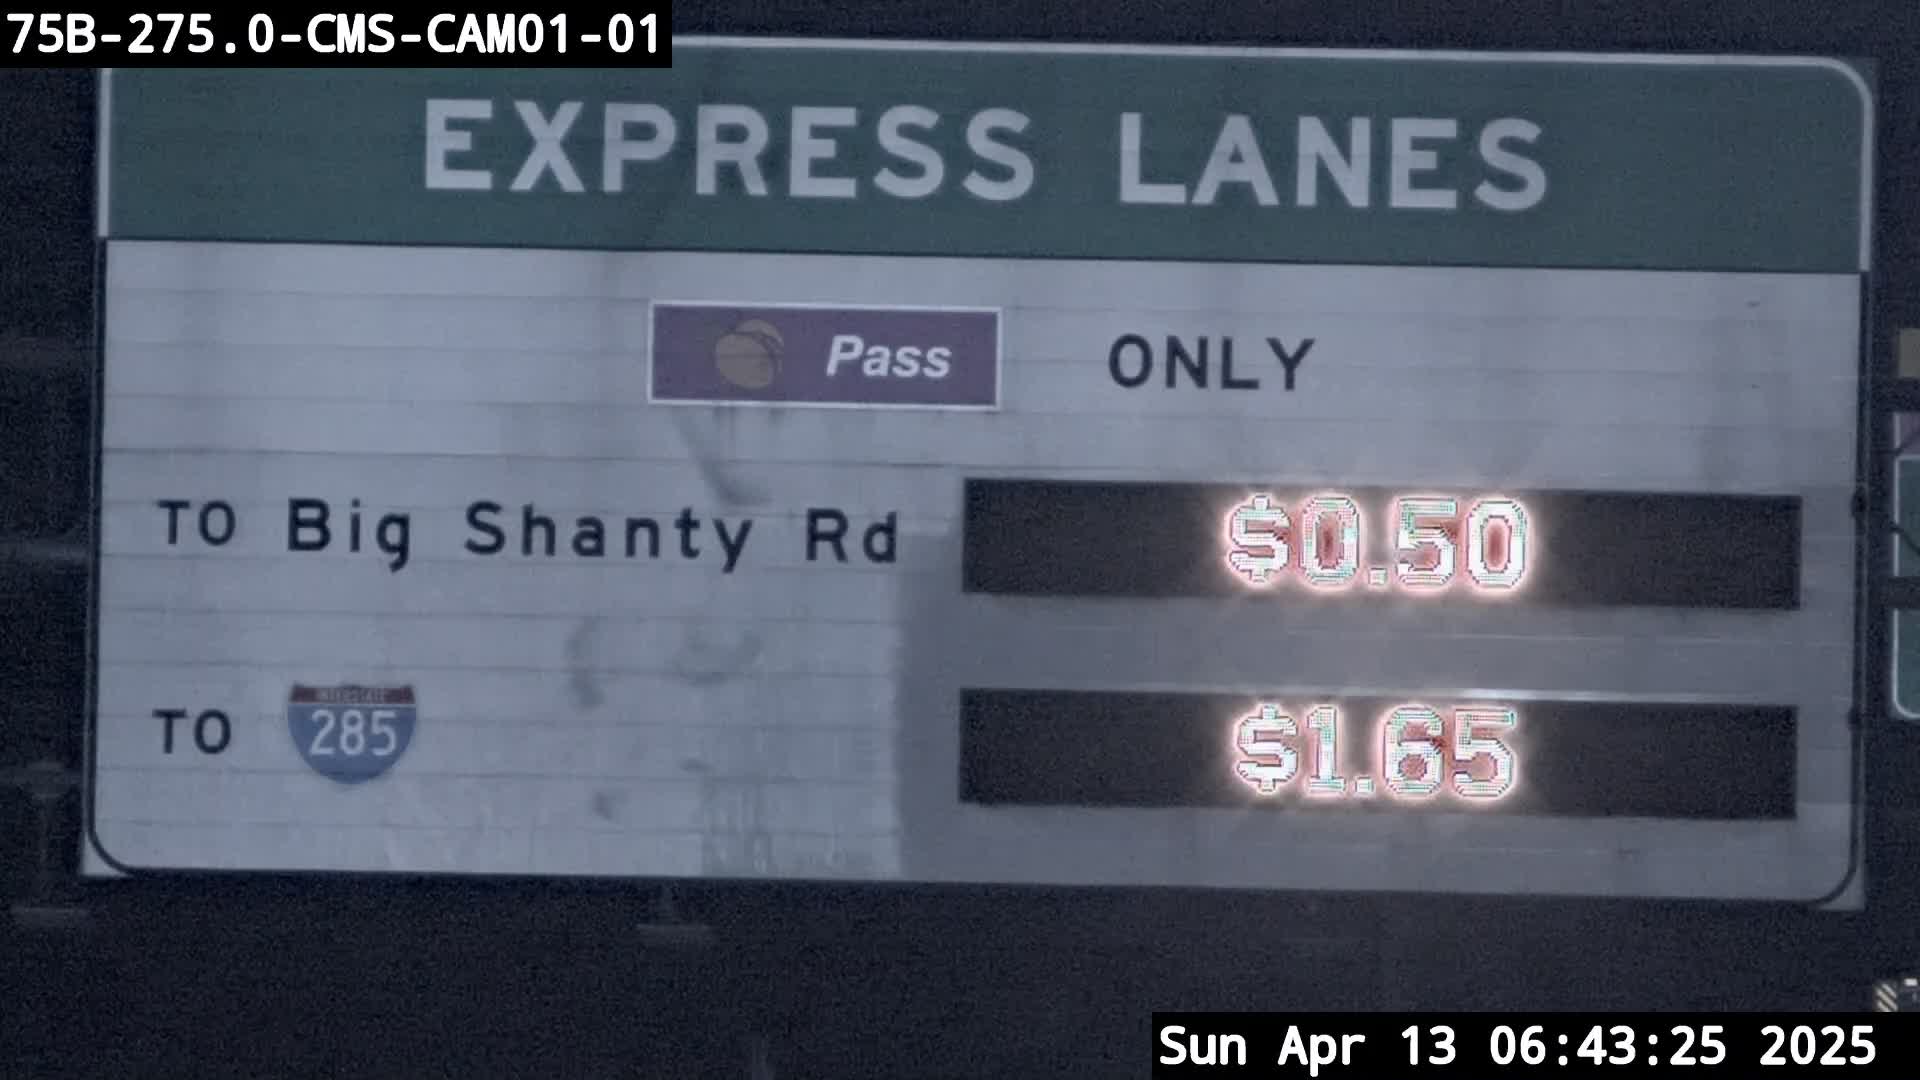 75B-275.0-CMS-CAM01-01
EXPRESS LANES
Pass ONLY
TO Big Shanty Rd $0.50
INTERSTATE
TO 285 $1.65
Sun Apr 13 06:43:25 2025